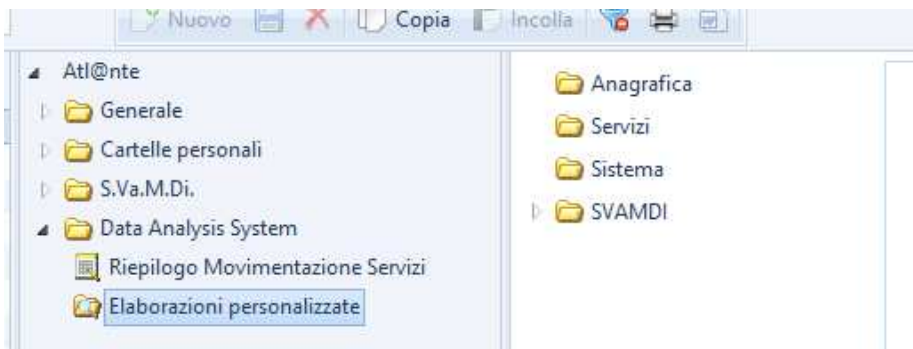 Nuovo Copia Incolla
Atl@nte
Generale
Cartelle personali
S.Va.M.Di.
Data Analysis System
Riepilogo Movimentazione Servizi
Elaborazioni personalizzate
Anagrafica
Servizi
Sistema
SVAMDI